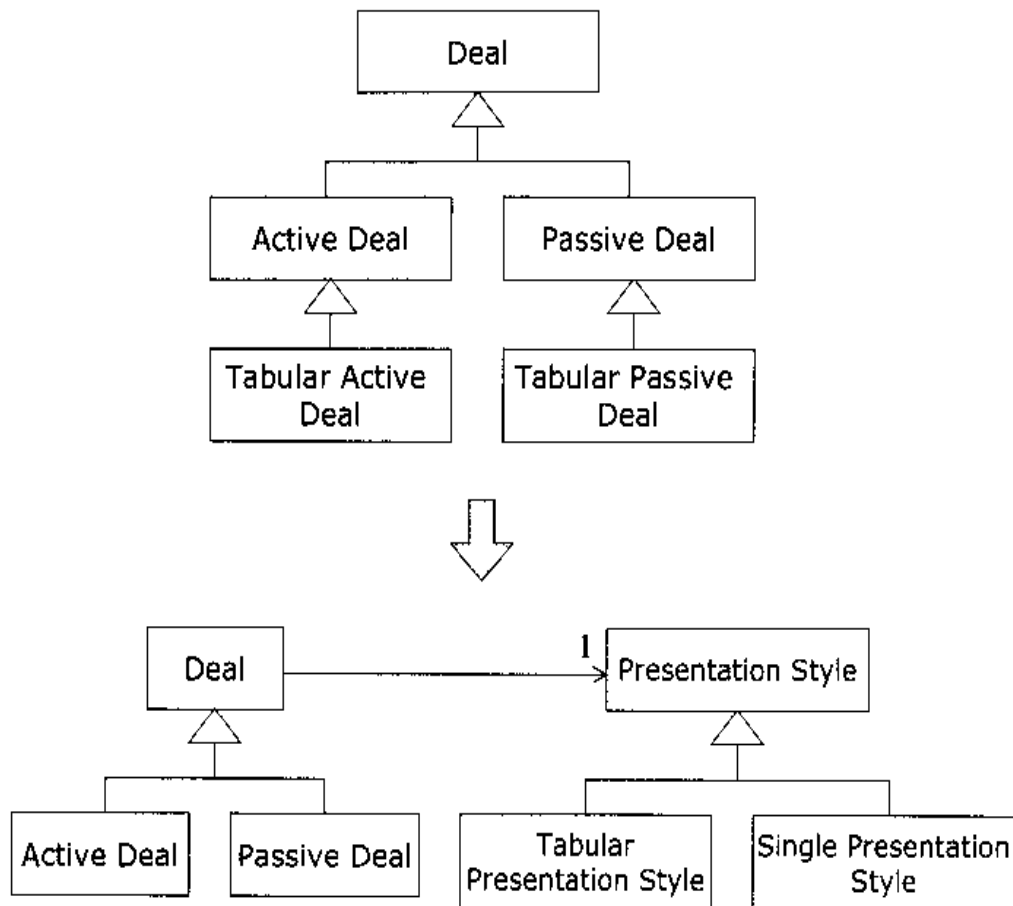 Deal
Active Deal
Passive Deal
Tabular Active
Deal
Tabular Passive
Deal
Deal
1
Presentation Style
Active Deal
Passive Deal
Tabular
Presentation Style
Single Presentation
Style